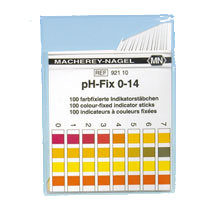 MACHEREY-NAGEL MN
REF 921 10
pH-Fix 0-14
100 farbfixierte Indikatorstäbchen
100 colour-fixed indicator sticks
100 indicateurs à couleurs fixées
0 1 2 3 4 5 6 7